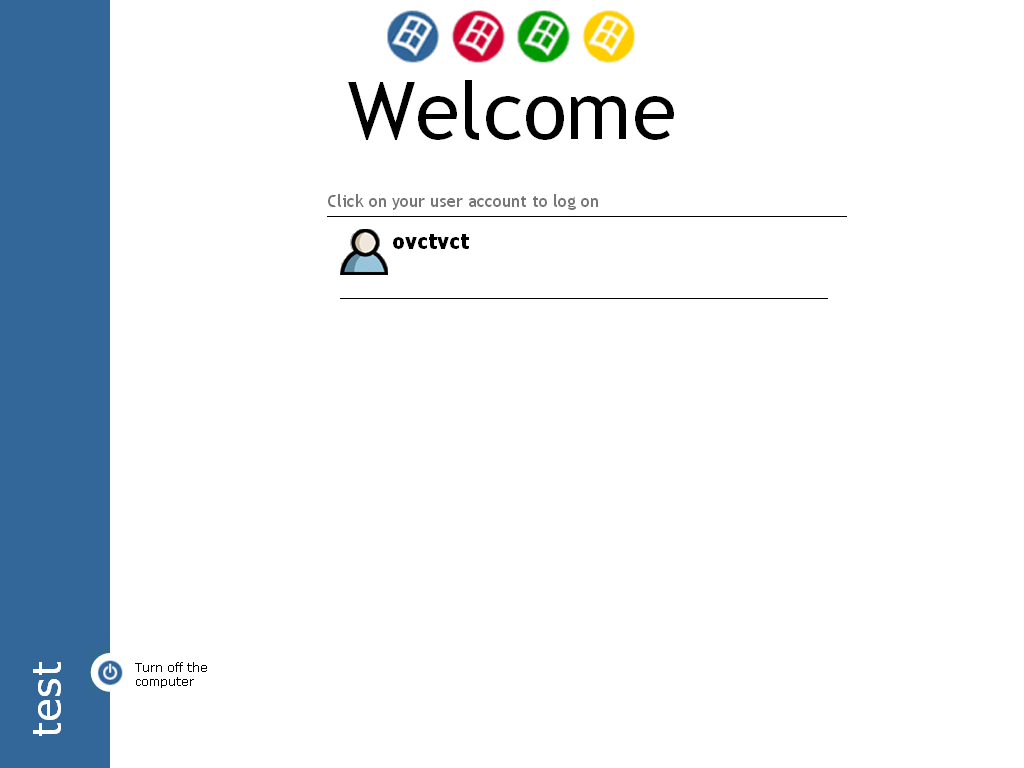 Welcome
Click on your user account to log on
ovctvct
Turn off the
computer
test